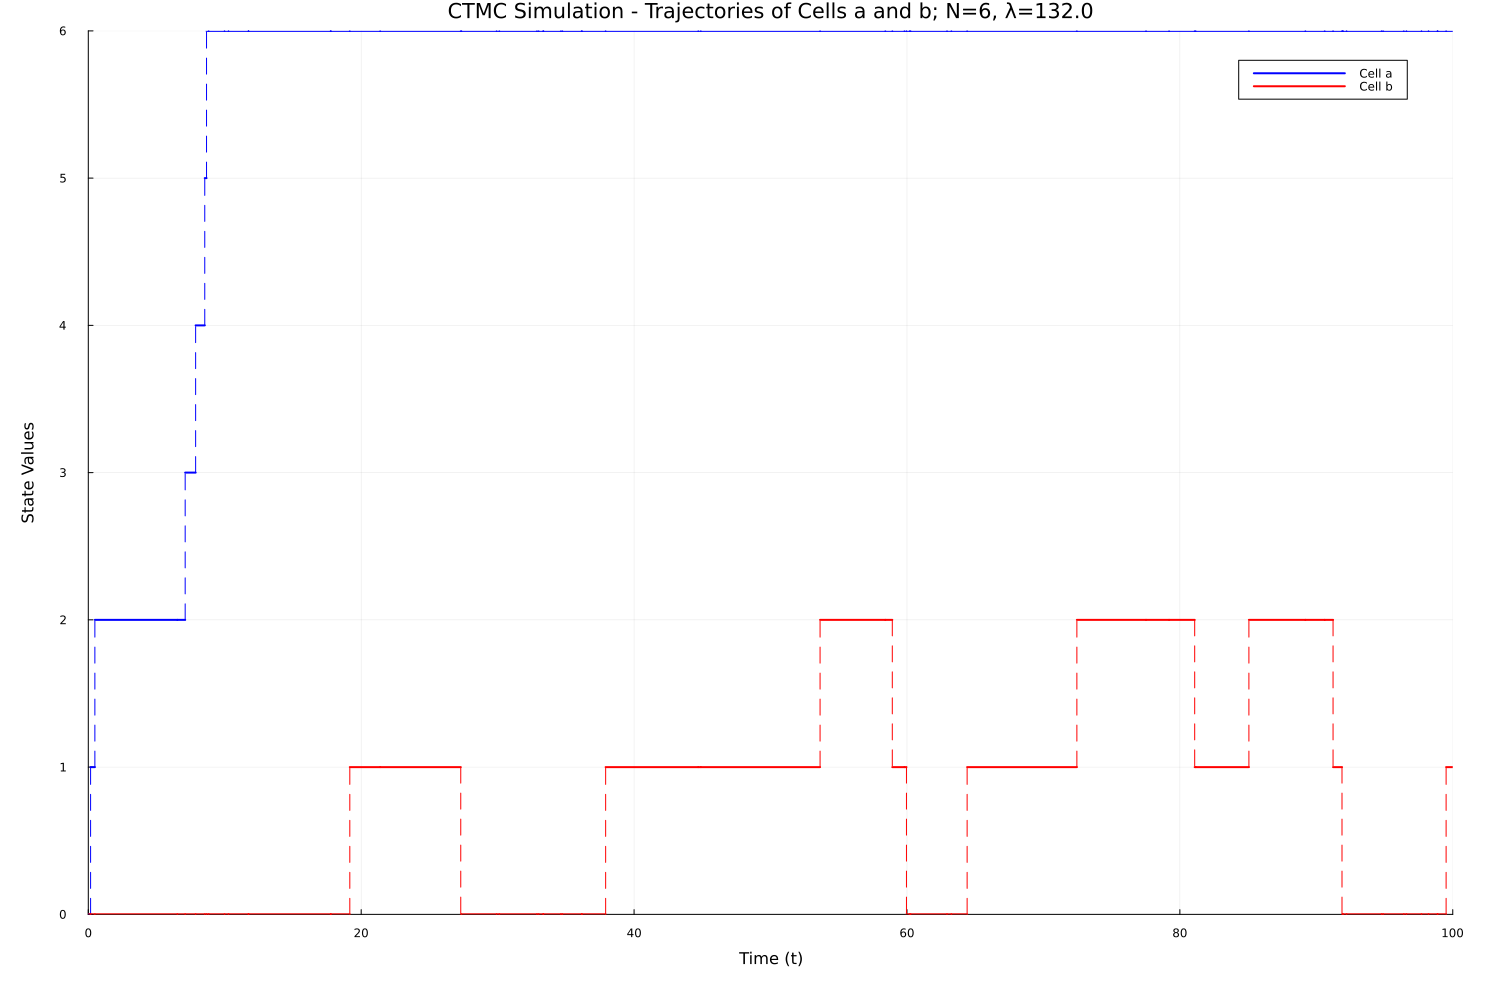 CTMC Simulation - Trajectories of Cells a and b; N=6, λ=132.0
6
Cell a
Cell b
5
4
State Values
3
2
1
0
0 20 40 60 80 100
Time (t)